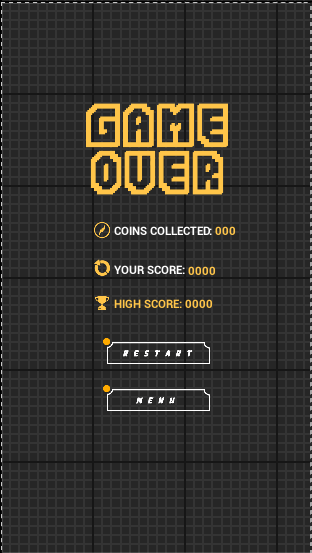 GAME
OVER
COINS COLLECTED: 000
YOUR SCORE: 0000
HIGH SCORE: 0000
RESTART
MENU